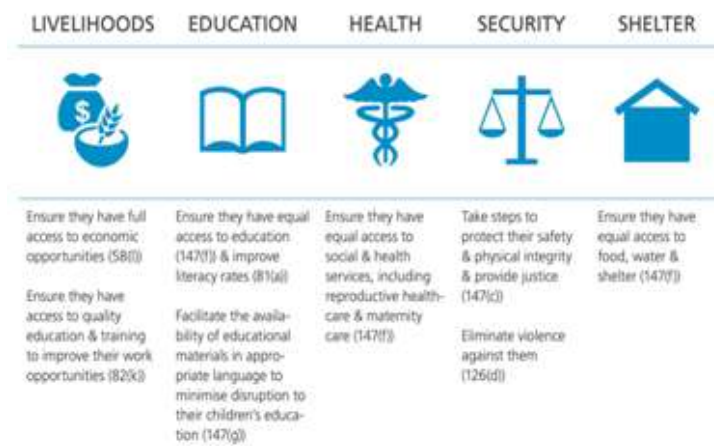 LIVELIHOODS
EDUCATION
HEALTH
SECURITY
SHELTER
$
Ensure they have full
access to economic
opportunities (58(l))
Ensure they have
access to quality
education & training
to improve their work
opportunities (82(k))
Ensure they have equal
access to education
(147(f)) & improve
literacy rates (81(a))
Facilitate the availa-
bility of educational
materials in appro-
priate language to
minimise disruption to
their children's educa-
tion (147(g))
Ensure they have
equal access to
social & health
services, including
reproductive health-
care & maternity
care (147(f))
Take steps to
protect their safety
& physical integrity
& provide justice
(147(c))
Eliminate violence
against them
(126(d))
Ensure they have
equal access to
food, water &
shelter (147(f))